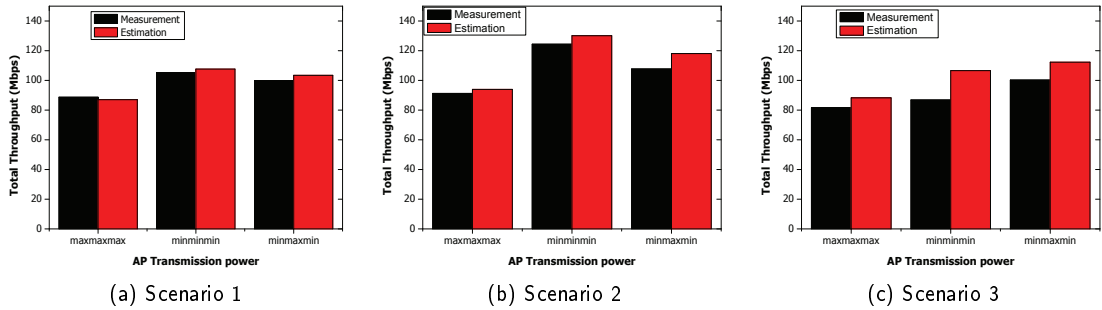 140
120
100
80
60
40
20
0
Total Throughput (Mbps)
Measurement
Estimation
maxmaxmax minminmin minmaxmin
AP Transmission power
(a) Scenario 1
140
120
100
80
60
40
20
0
Total Throughput (Mbps)
Measurement
Estimation
maxmaxmax minminmin minmaxmin
AP Transmission power
(b) Scenario 2
140
120
100
80
60
40
20
0
Total Throughput (Mbps)
Measurement
Estimation
maxmaxmax minminmin minmaxmin
AP Transmission power
(c) Scenario 3